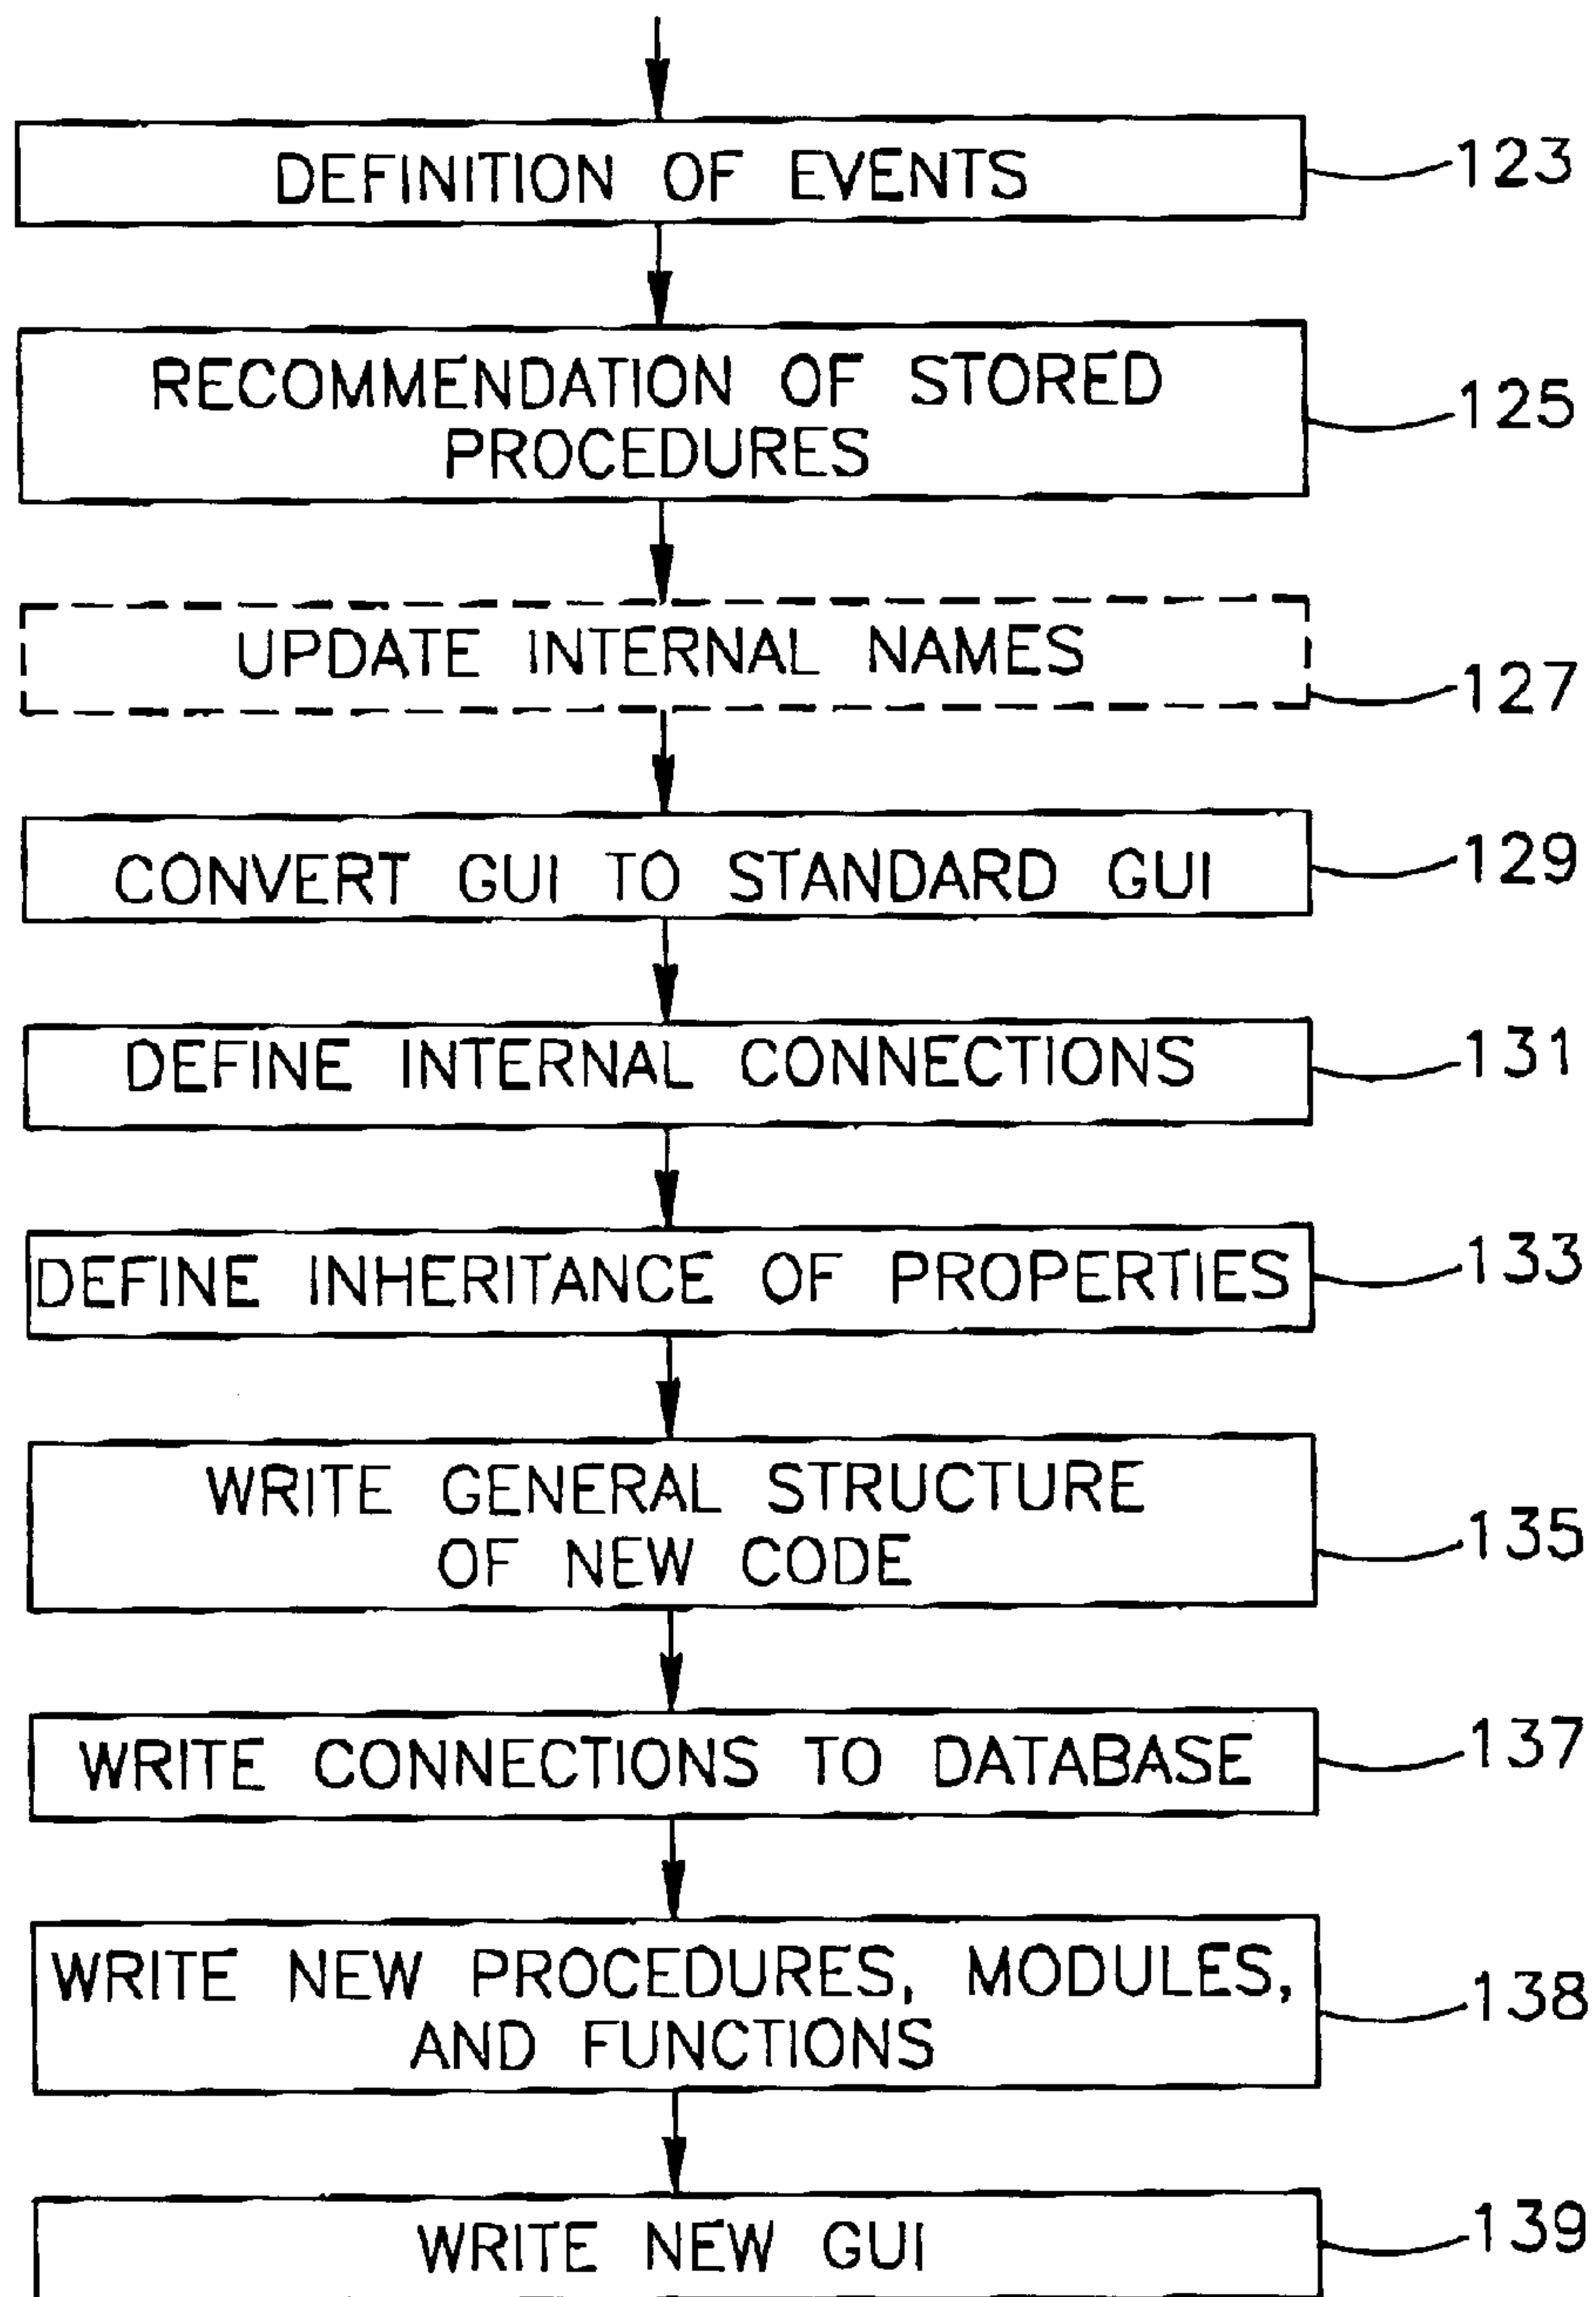 DEFINITION OF EVENTS
123
RECOMMENDATION OF STORED
PROCEDURES
125
UPDATE INTERNAL NAMES
127
CONVERT GUI TO STANDARD GUI
129
DEFINE INTERNAL CONNECTIONS
131
DEFINE INHERITANCE OF PROPERTIES
133
WRITE GENERAL STRUCTURE
OF NEW CODE
135
WRITE CONNECTIONS TO DATABASE
137
WRITE NEW PROCEDURES, MODULES,
AND FUNCTIONS
138
WRITE NEW GUI
139